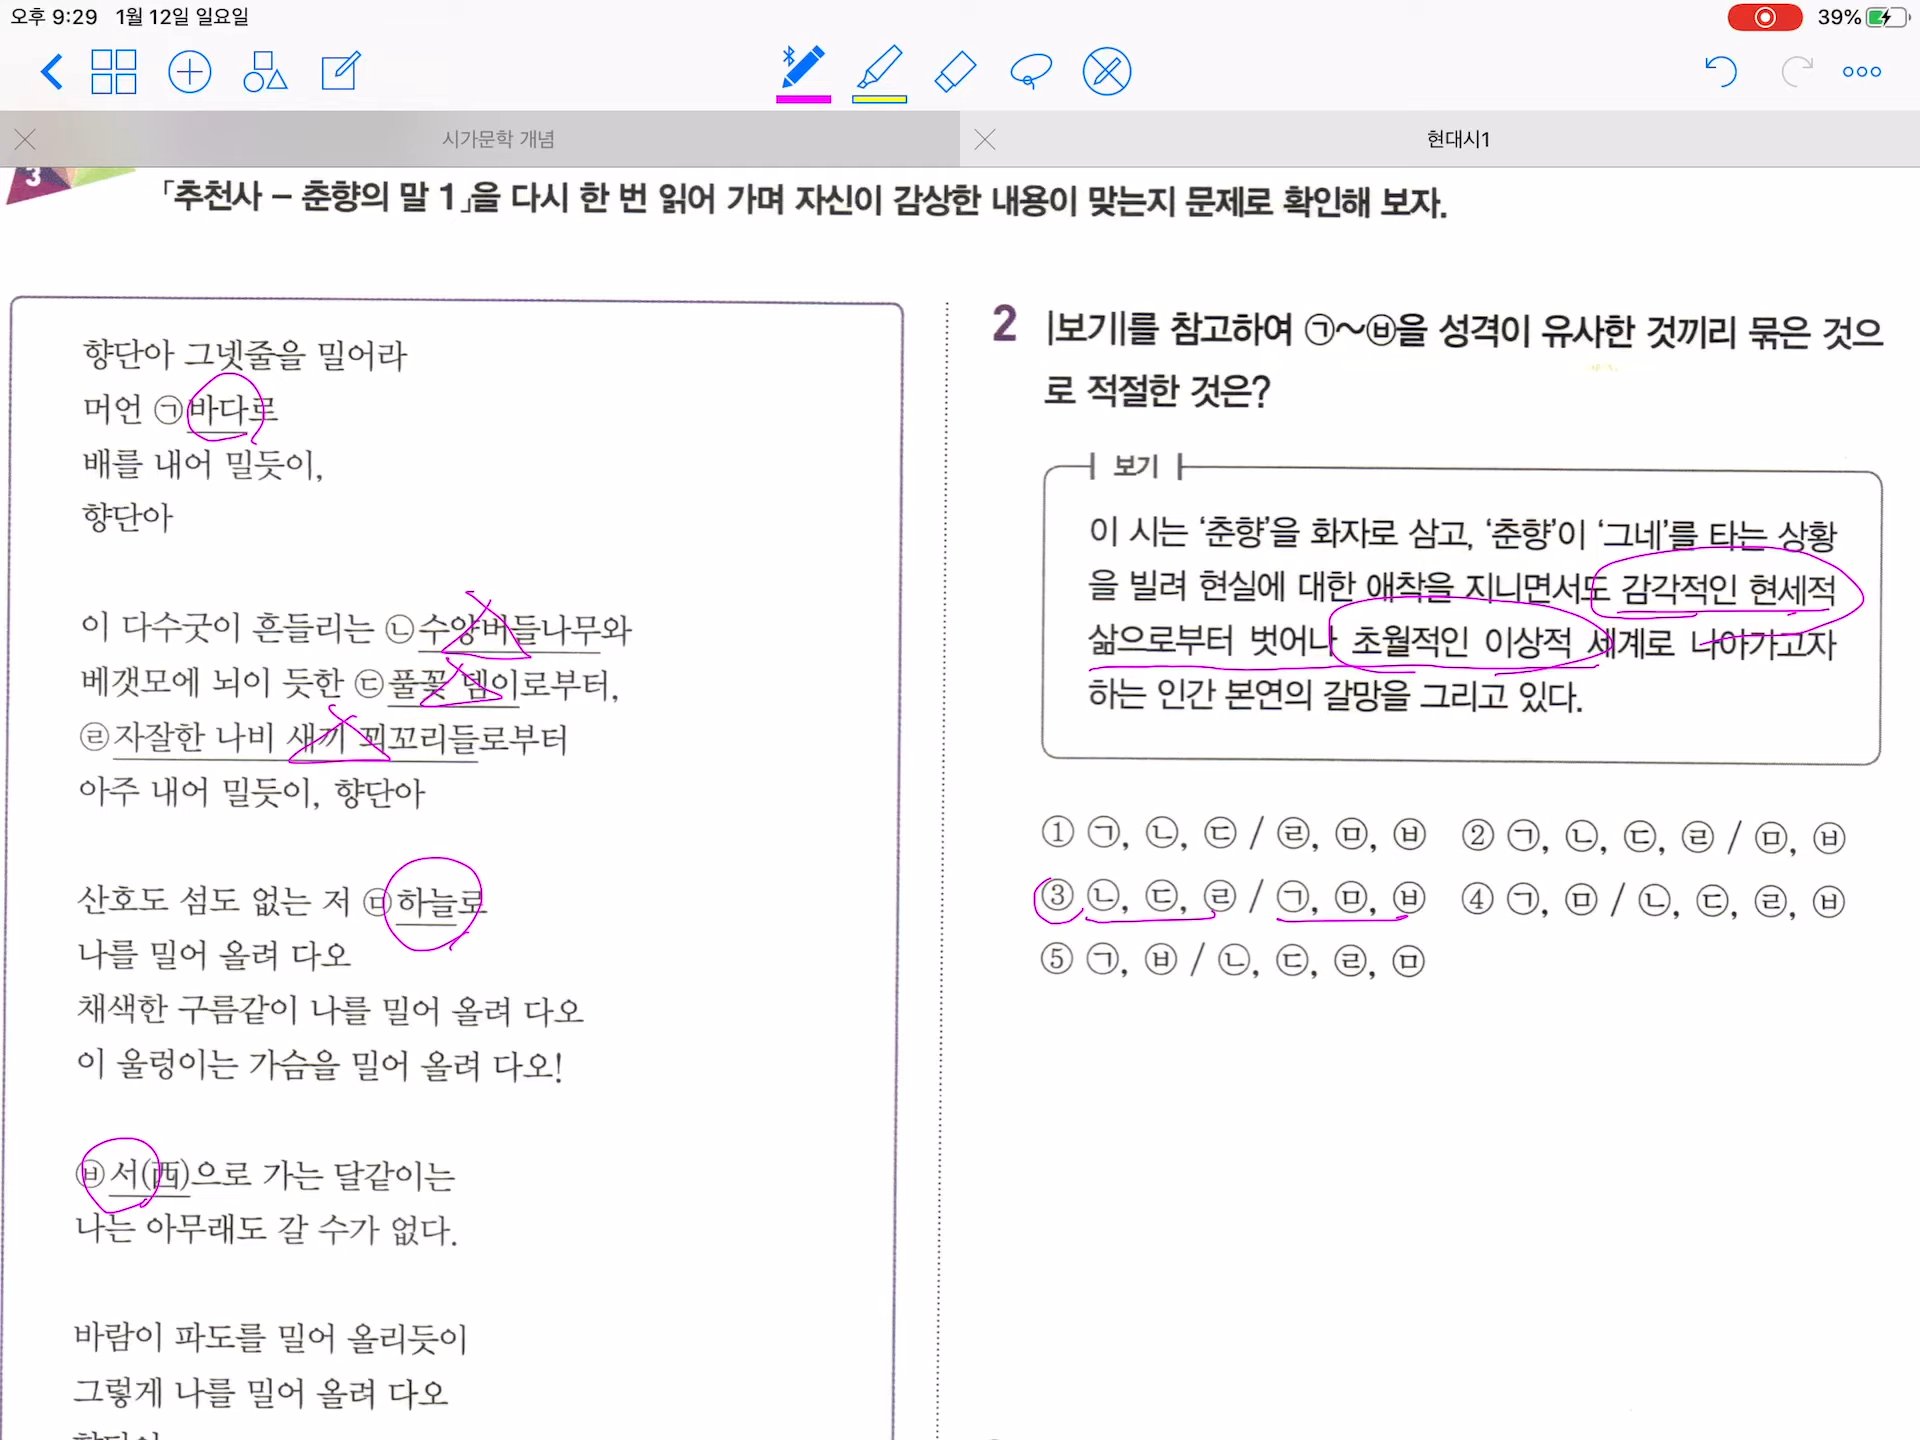 오후 9:29 1월 12일 일요일
39%
시가문학 개념
현대시1
3
「추천사 – 춘향의 말 1」을 다시 한 번 읽어 가며 자신이 감상한 내용이 맞는지 문제로 확인해 보자.
향단아 그넷줄을 밀어라
머언 ㉠바다로
배를 내어 밀듯이,
향단아
이 다수굿이 흔들리는 ㉡수양버들나무와
베갯모에 뇌이 듯한 ㉢풀꽃 뎀이로부터,
㉣자잘한 나비 새끼 꾀꼬리들로부터
아주 내어 밀듯이, 향단아
산호도 섬도 없는 저 ㉤하늘로
나를 밀어 올려 다오
채색한 구름같이 나를 밀어 올려 다오
이 울렁이는 가슴을 밀어 올려 다오!
㉥서(西)으로 가는 달같이는
나는 아무래도 갈 수가 없다.
바람이 파도를 밀어 올리듯이
그렇게 나를 밀어 올려 다오
2 |보기|를 참고하여 ㉠~㉥을 성격이 유사한 것끼리 묶은 것으
로 적절한 것은?
보기
이 시는 ‘춘향’을 화자로 삼고, ‘춘향’이 ‘그네’를 타는 상황
을 빌려 현실에 대한 애착을 지니면서도 감각적인 현세적
삶으로부터 벗어나 초월적인 이상적 세계로 나아가고자
하는 인간 본연의 갈망을 그리고 있다.
① ㉠, ㉡, ㉢ / ㉣, ㉤, ㉥ ② ㉠, ㉡, ㉢, ㉣ / ㉤, ㉥
③ ㉡, ㉢, ㉣ / ㉠, ㉤, ㉥ ④ ㉠, ㉤ / ㉡, ㉢, ㉣, ㉥
⑤ ㉠, ㉥ / ㉡, ㉢, ㉣, ㉤